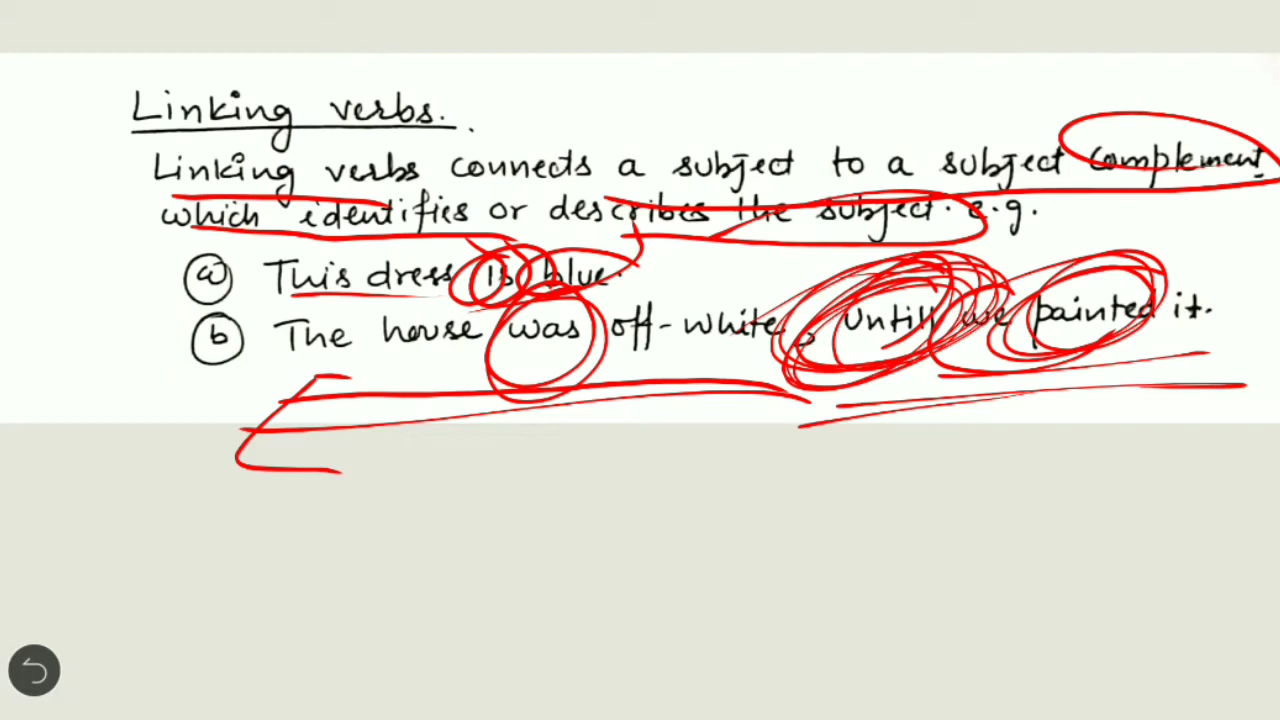 Linking verbs.
Linking verbs connects a subject to a subject complement
which identifies or describes the subject. e.g.
(a) This dress is blue.
(b) The house was off-white, Untill we painted it.